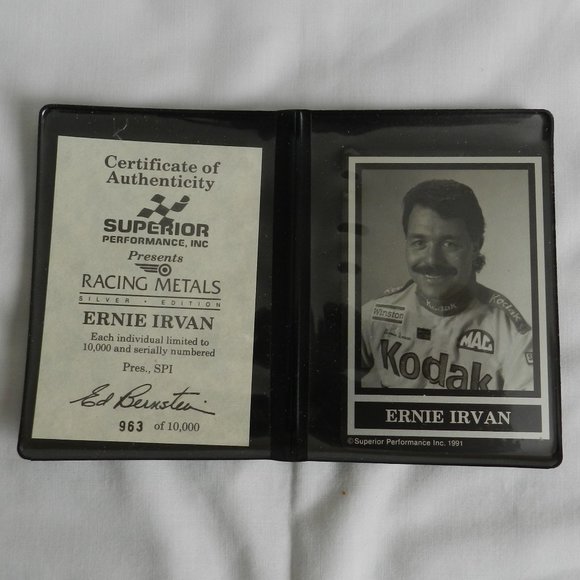 Certificate of
Authenticity
SUPERIOR
PERFORMANCE, INC
Presents
RACING METALS
SILVER • EDITION
ERNIE IRVAN
Each individual limited to
10,000 and serially numbered
Pres., SPI
Ed Bernstein
963 of 10,000
Kodak
Kodak
Winston
MAC
Kodak
ERNIE IRVAN
© Superior Performance Inc. 1991